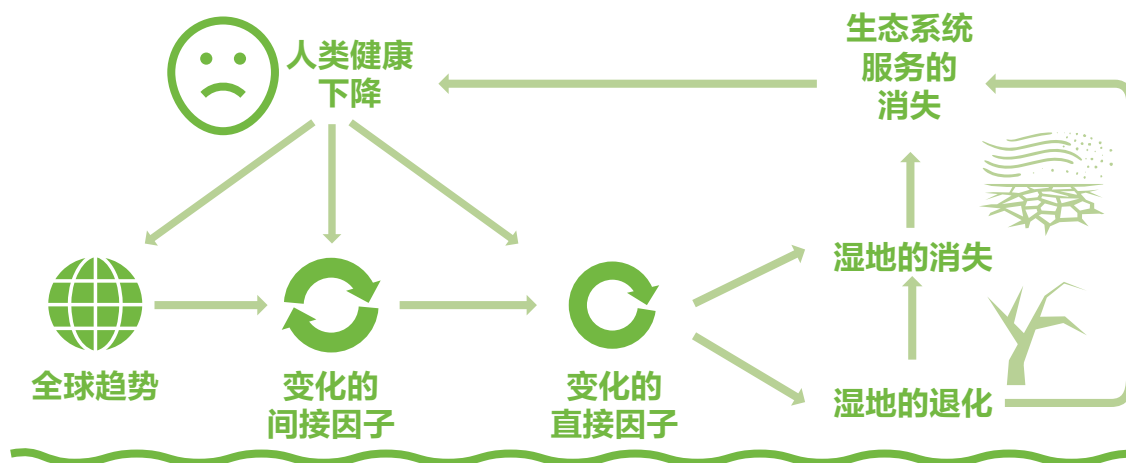 人类健康
下降
生态系统
服务的
消失
湿地的消失
全球趋势
变化的
间接因子
变化的
直接因子
湿地的退化